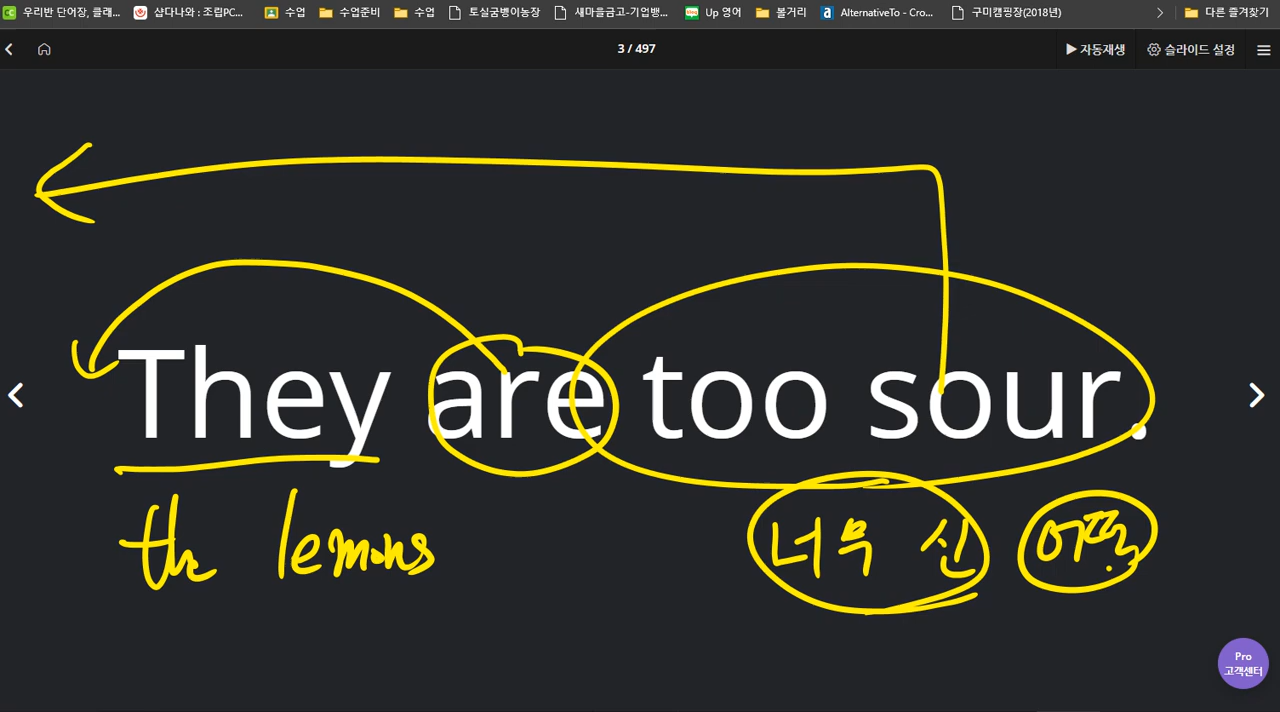 우리반 단어장, 클래... 샵다나와 : 조립PC... 수업 수업준비 수업 토실굼뱅이농장 새마을금고-기업뱅... Up 영어 볼거리 AlternativeTo - Cro... 구미캠핑장(2018년) 다른 즐겨찾기
3 / 497 자동재생 슬라이드 설정
They are too sour.
the lemons 너무 신
Pro
고객센터